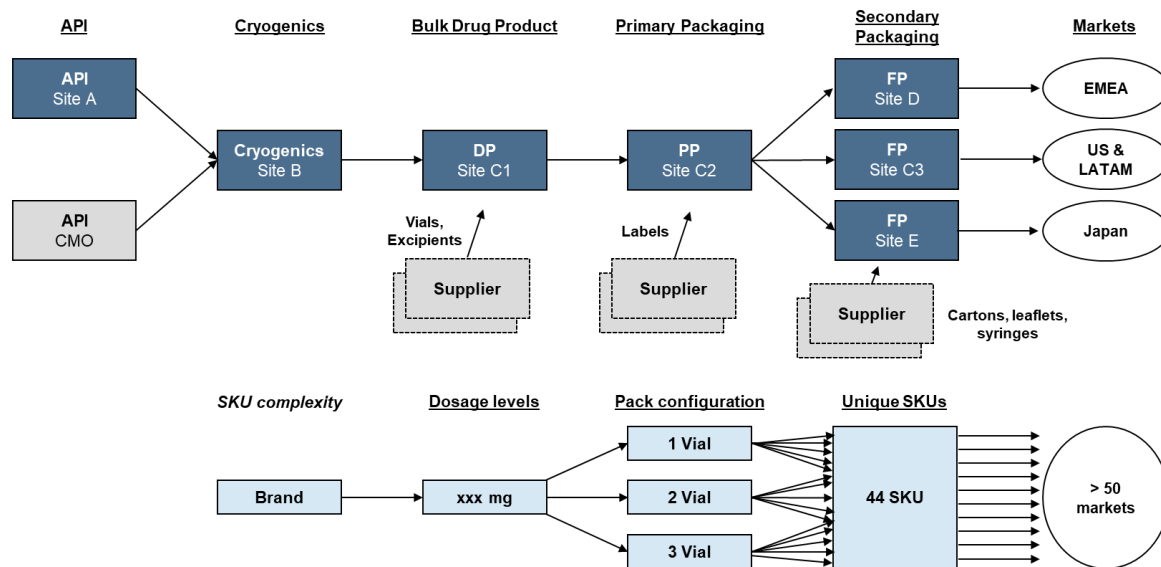 API
Cryogenics
Bulk Drug Product
Primary Packaging
Secondary
Packaging
Markets
API
Site A
API
CMO
Cryogenics
Site B
DP
Site C1
PP
Site C2
FP
Site D
FP
Site C3
FP
Site E
EMEA
US &
LATAM
Japan
Vials,
Excipients
Supplier
Labels
Supplier
Supplier
Cartons, leaflets,
syringes
SKU complexity
Dosage levels
Pack configuration
Unique SKUs
Brand
xxx mg
1 Vial
2 Vial
3 Vial
44 SKU
> 50
markets